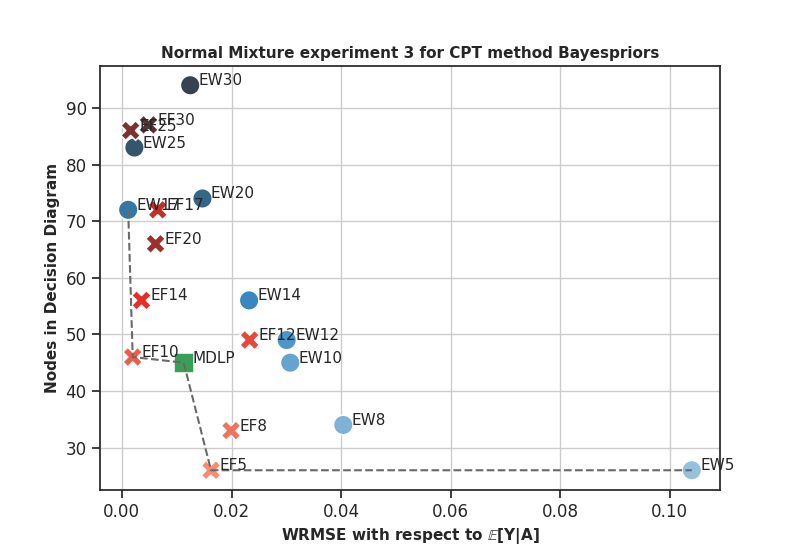 Normal Mixture experiment 3 for CPT method Bayespriors
Nodes in Decision Diagram
90
80
70
60
50
40
30
EW30
EF30
EF25
EW25
EW20
EW17
EF17
EF20
EF14
EW14
EF12
EW12
EF10
MDLP
EW10
EF8
EW8
EF5
EW5
0.00
0.02
0.04
0.06
0.08
0.10
WRMSE with respect to 𝔼[Y|A]